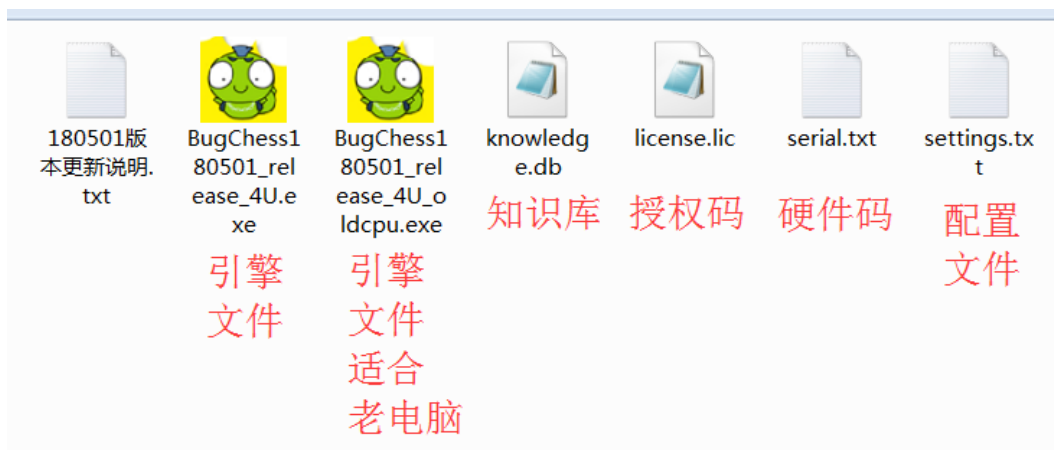 180501版
本更新说明.
txt
BugChess1
80501_rel
ease_4U.e
xe
引擎
文件
BugChess1
80501_rel
ease_4U_o
ldcpu.exe
引擎
文件
适合
老电脑
knowledg
e.db
知识库
license.lic
授权码
serial.txt
硬件码
settings.tx
t
配置
文件